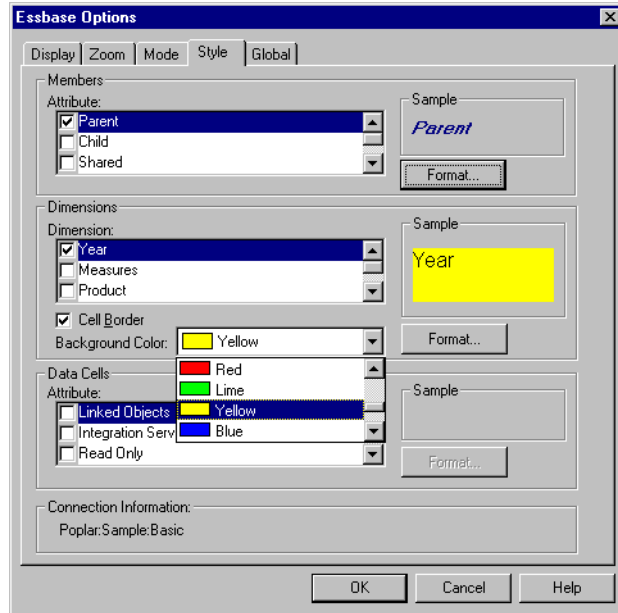 Essbase Options
Display Zoom Mode Style Global
Members
Attribute:
Parent
Child
Shared
Sample
Parent
Format...
Dimensions
Dimension:
Year
Measures
Product
Sample
Year
Cell Border
Background Color: Yellow
Format...
Red
Lime
Yellow
Blue
Data Cells
Attribute:
Linked Objects
Integration Serv
Read Only
Sample
Format...
Connection Information:
Poplar:Sample:Basic
OK Cancel Help